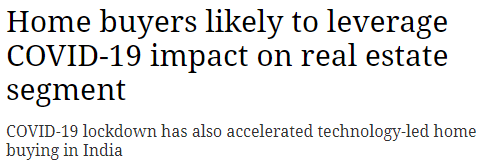 Home buyers likely to leverage
COVID-19 impact on real estate
segment
COVID-19 lockdown has also accelerated technology-led home
buying in India